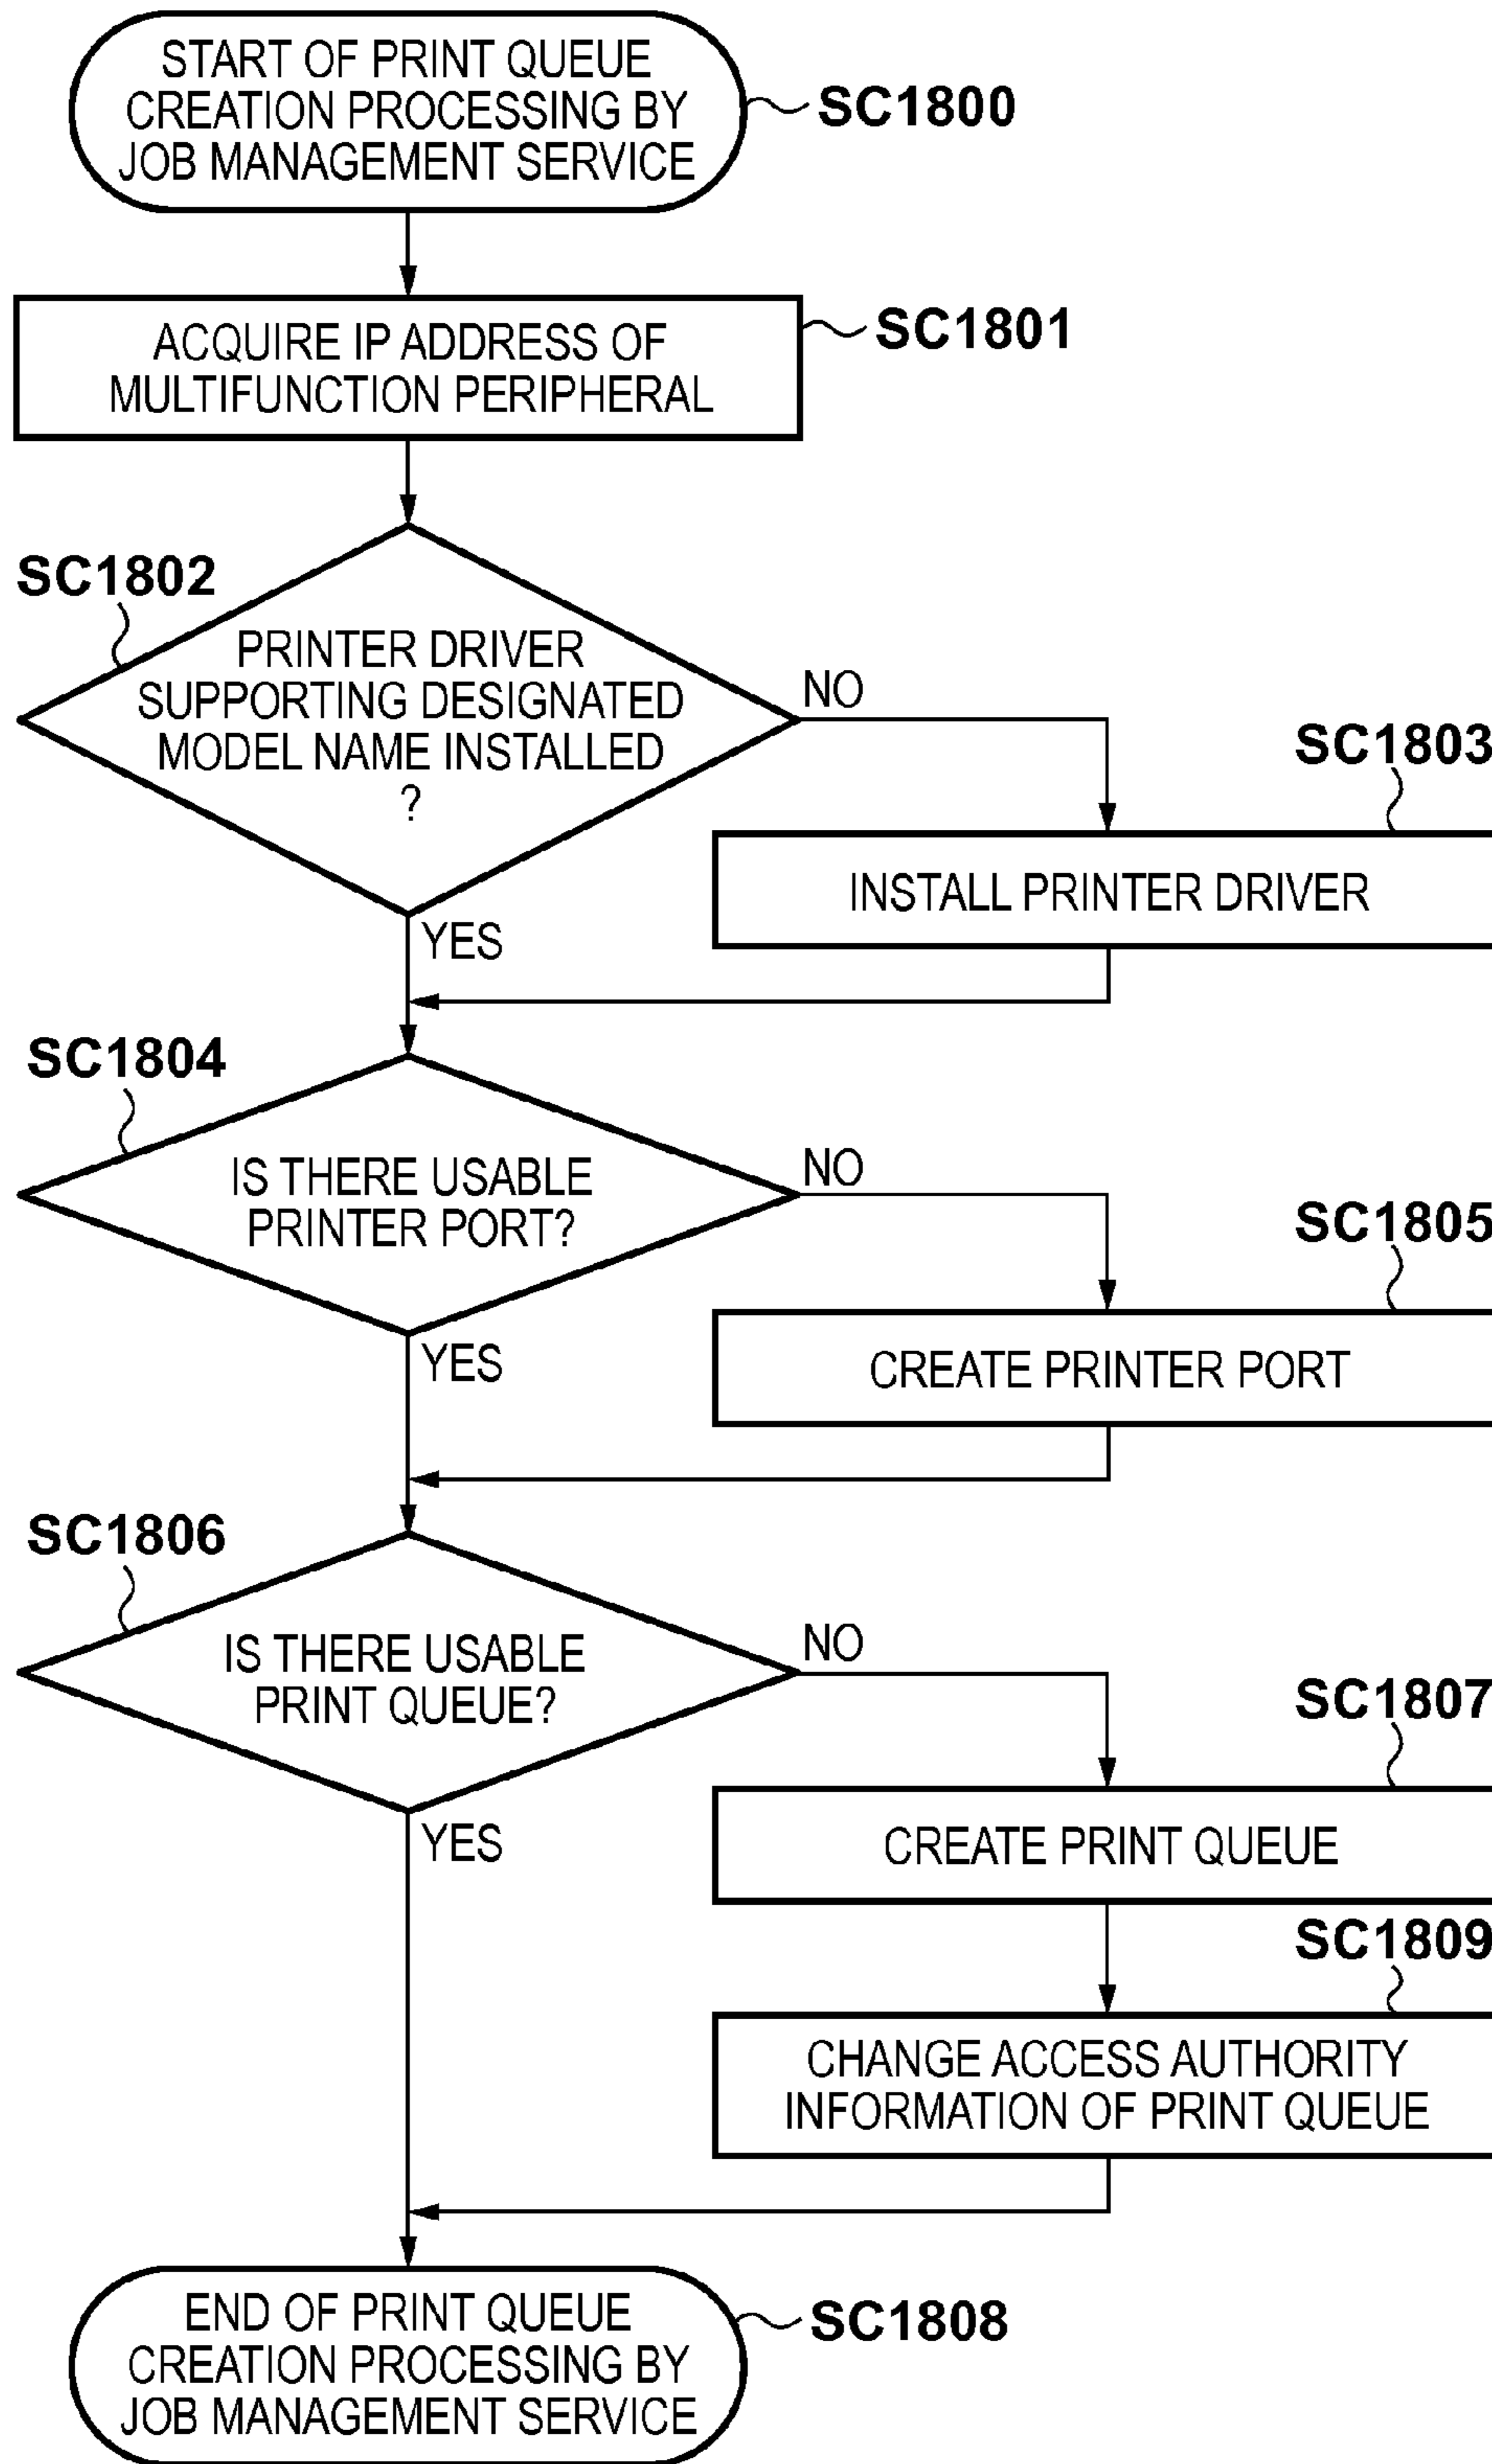 START OF PRINT QUEUE
CREATION PROCESSING BY
JOB MANAGEMENT SERVICE
SC1800
ACQUIRE IP ADDRESS OF
MULTIFUNCTION PERIPHERAL
SC1801
SC1802
PRINTER DRIVER
SUPPORTING DESIGNATED
MODEL NAME INSTALLED
?
NO
YES
SC1803
INSTALL PRINTER DRIVER
SC1804
IS THERE USABLE
PRINTER PORT?
NO
YES
SC1805
CREATE PRINTER PORT
SC1806
IS THERE USABLE
PRINT QUEUE?
NO
YES
SC1807
CREATE PRINT QUEUE
SC1809
CHANGE ACCESS AUTHORITY
INFORMATION OF PRINT QUEUE
END OF PRINT QUEUE
CREATION PROCESSING BY
JOB MANAGEMENT SERVICE
SC1808